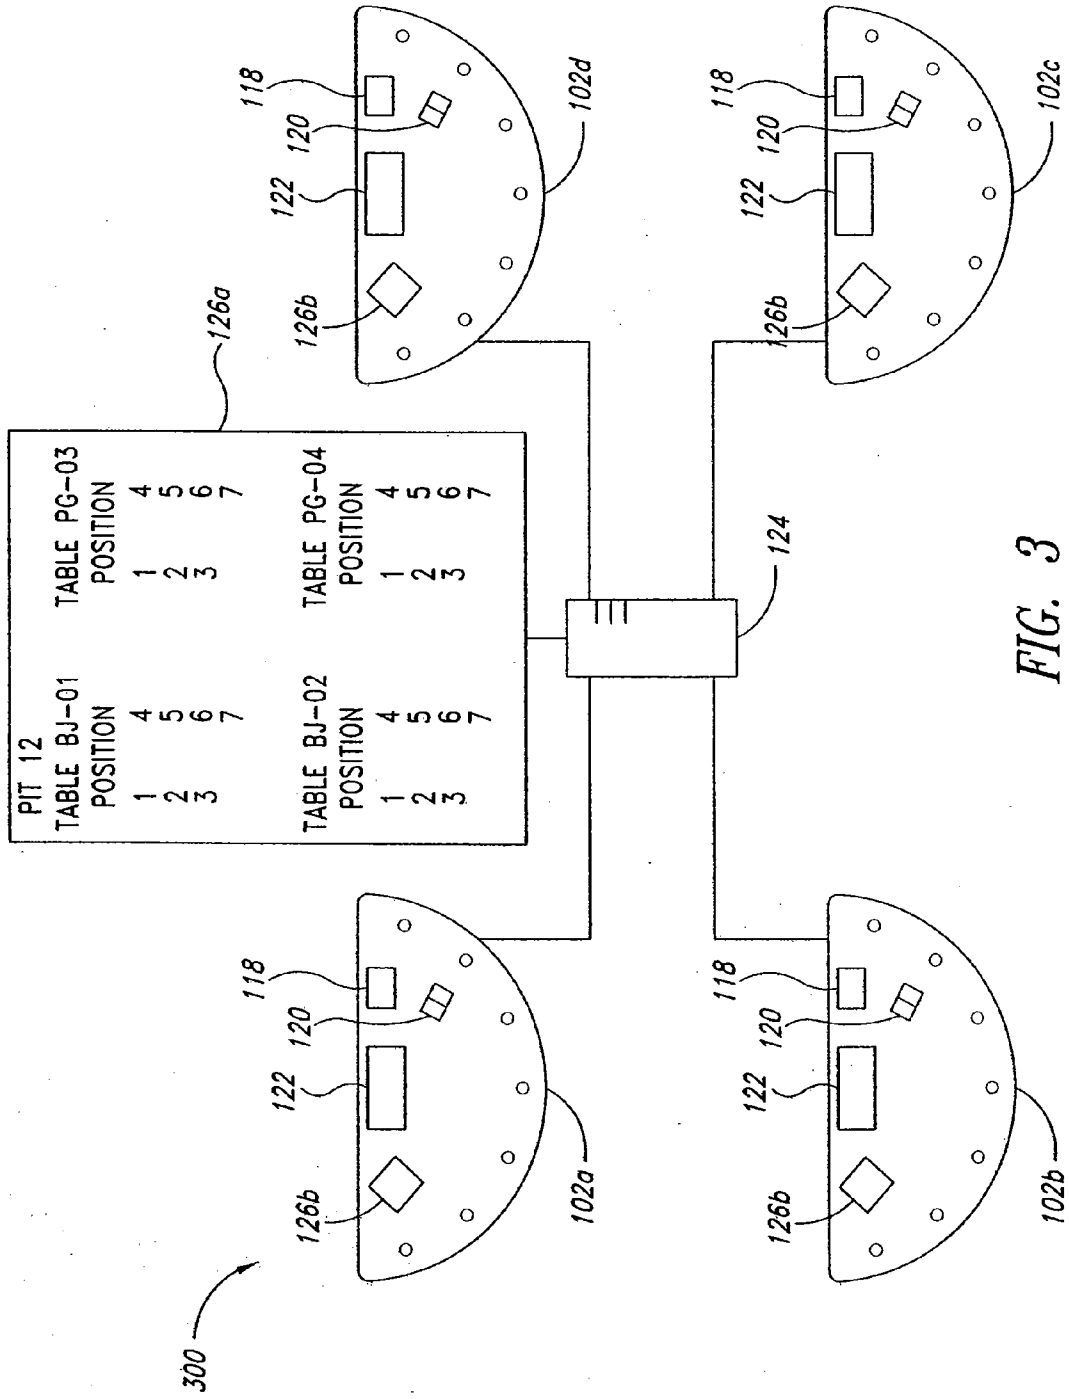 PIT 12
TABLE BJ-01
POSITION
1 4
2 5
3 6
7
TABLE PG-03
POSITION
1 4
2 5
3 6
7
TABLE BJ-02
POSITION
1 4
2 5
3 6
7
TABLE PG-04
POSITION
1 4
2 5
3 6
7
126a
300
126b
122
120
118
102a
126b
122
120
118
102d
124
126b
122
120
118
102b
126b
122
120
118
102c
FIG. 3